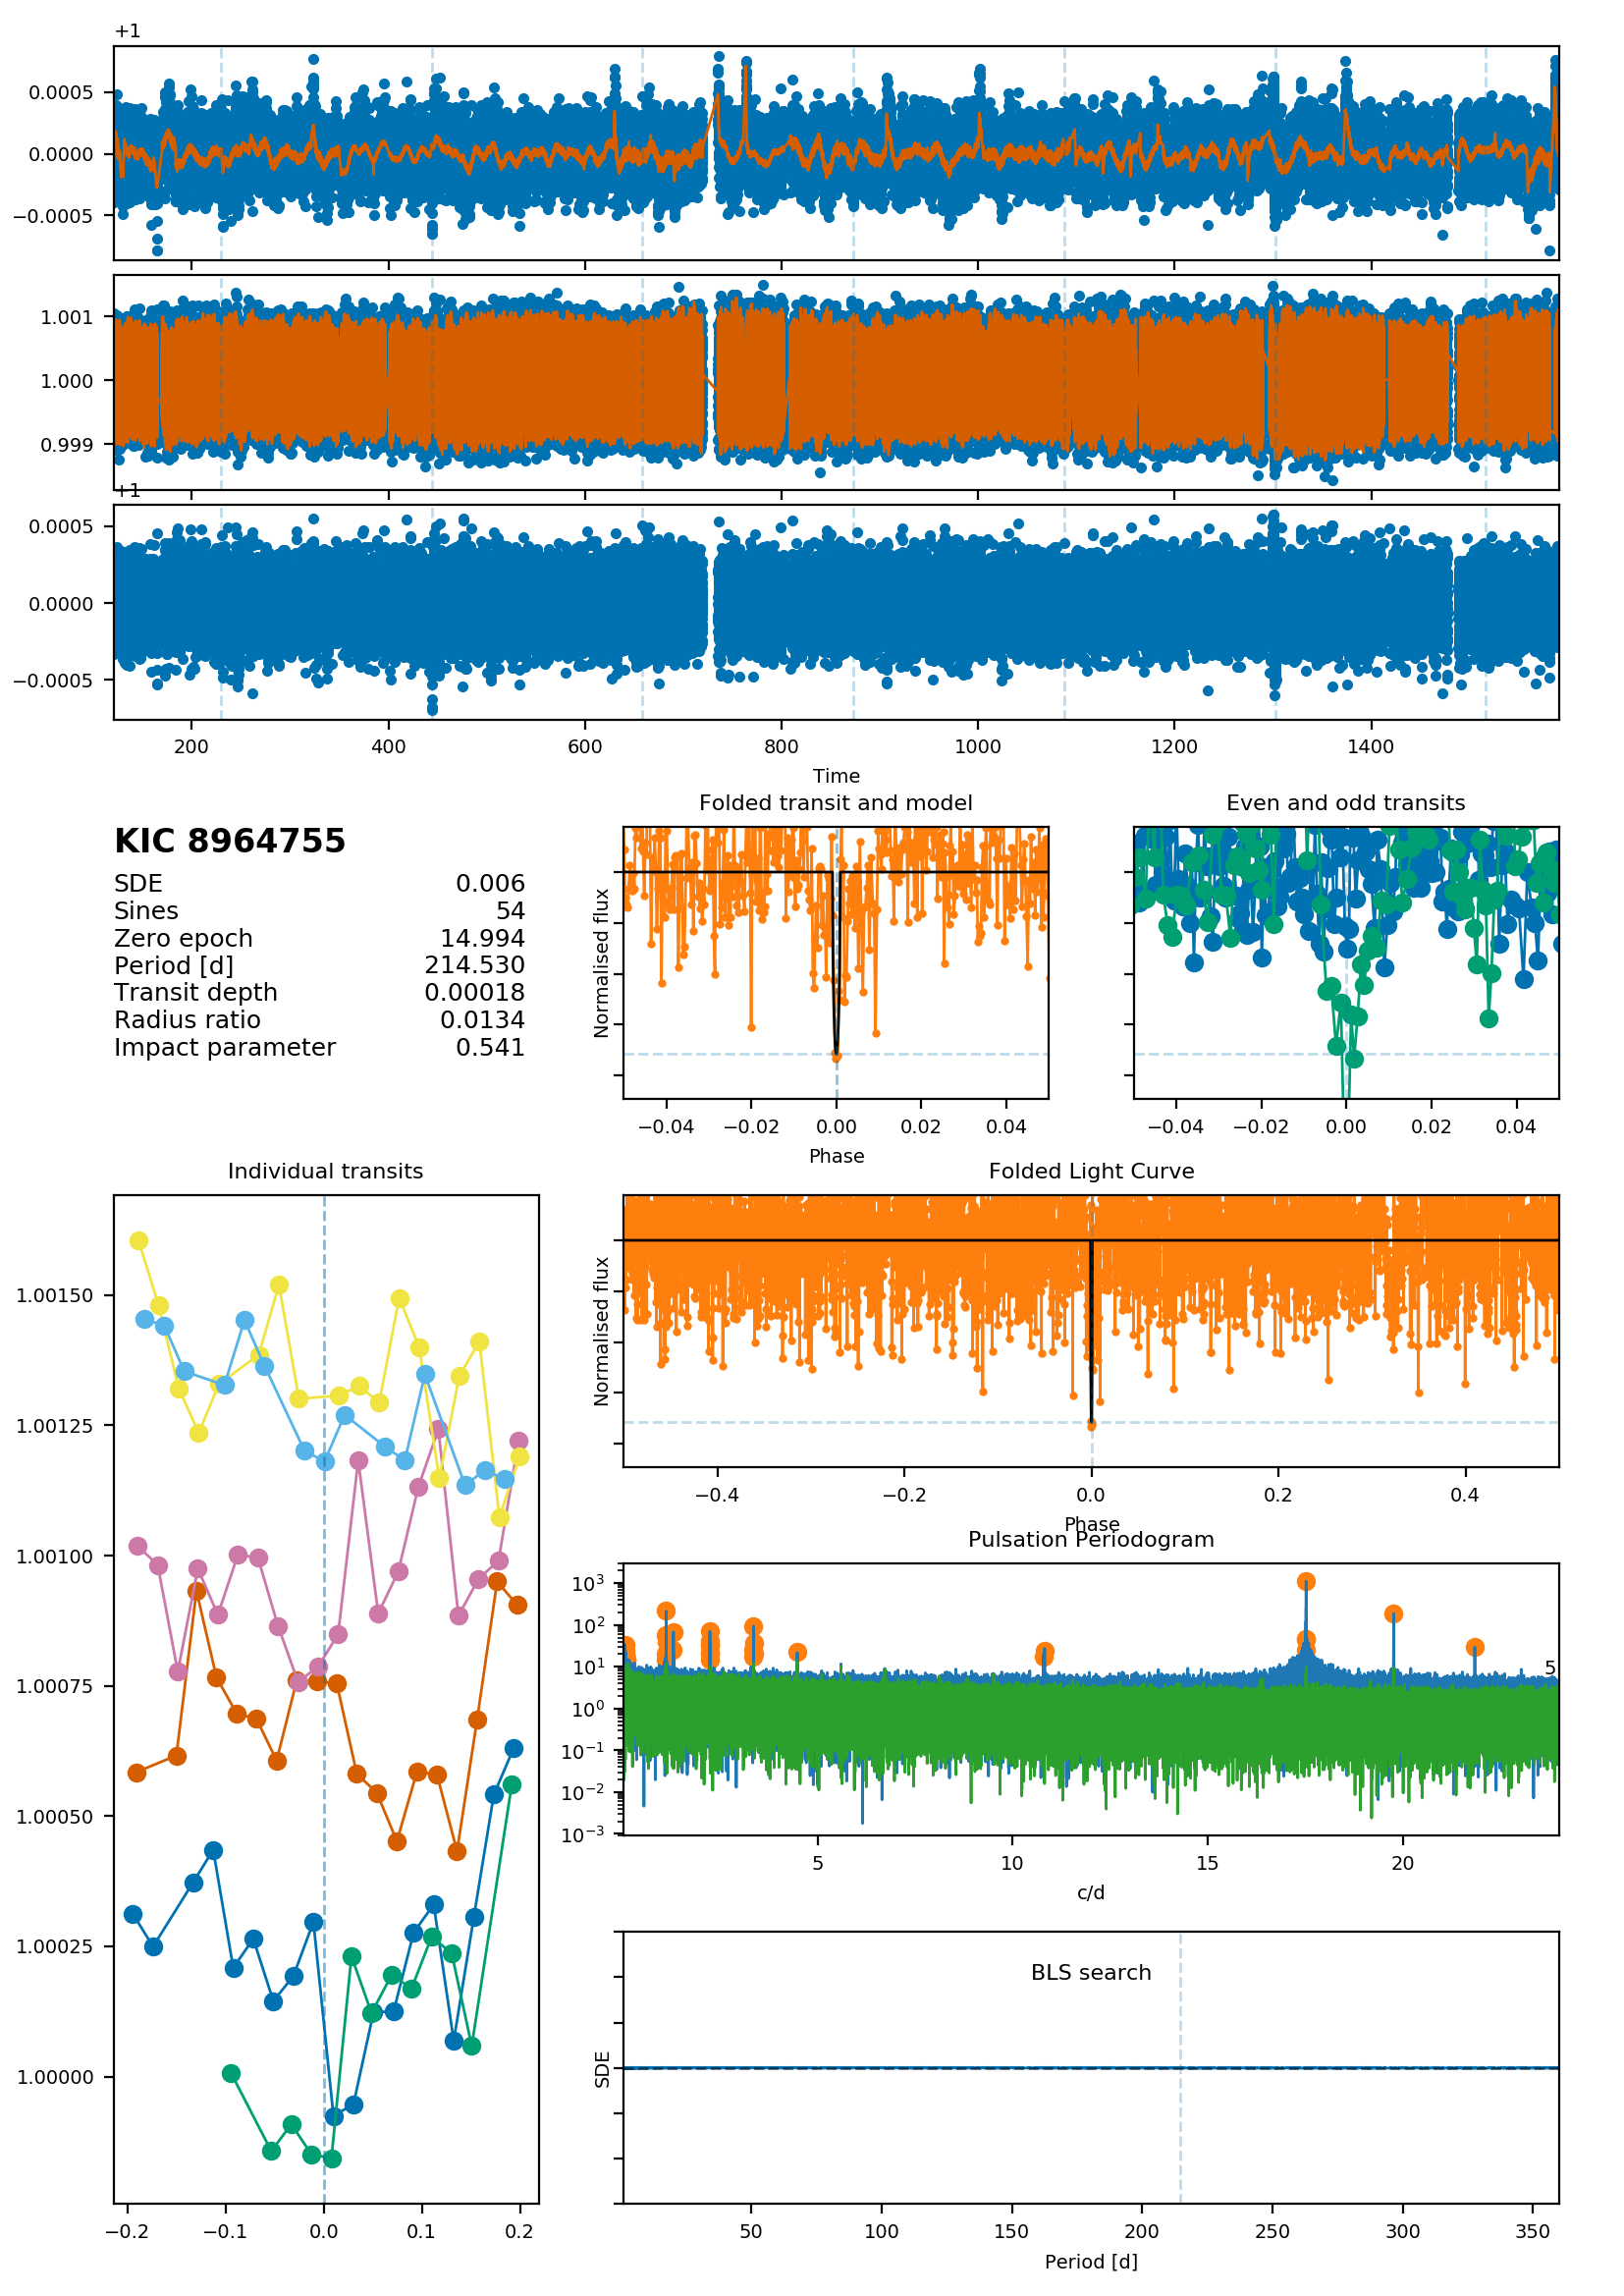 +1
0.0005
0.0000
−0.0005
1.001
1.000
0.999
+1
0.0005
0.0000
−0.0005
200 400 600 800 1000 1200 1400
Time
KIC 8964755
SDE 0.006
Sines 54
Zero epoch 14.994
Period [d] 214.530
Transit depth 0.00018
Radius ratio 0.0134
Impact parameter 0.541
Folded transit and model
Normalised flux
−0.04 −0.02 0.00 0.02 0.04
Phase
Even and odd transits
−0.04 −0.02 0.00 0.02 0.04
Individual transits
1.00150
1.00125
1.00100
1.00075
1.00050
1.00025
1.00000
−0.2 −0.1 0.0 0.1 0.2
Folded Light Curve
Normalised flux
−0.4 −0.2 0.0 0.2 0.4
Phase
Pulsation Periodogram
10³
10²
10¹
10⁰
10⁻¹
10⁻²
10⁻³
5
5 10 15 20
c/d
BLS search
SDE
50 100 150 200 250 300 350
Period [d]